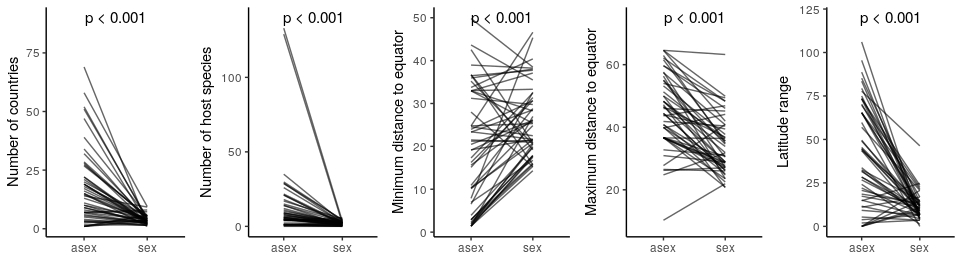 Number of countries
p < 0.001
75
50
25
0
asex sex
Number of host species
p < 0.001
100
50
0
asex sex
Minimum distance to equator
p < 0.001
50
40
30
20
10
0
asex sex
Maximum distance to equator
p < 0.001
60
40
20
asex sex
Latitude range
p < 0.001
125
100
75
50
25
0
asex sex